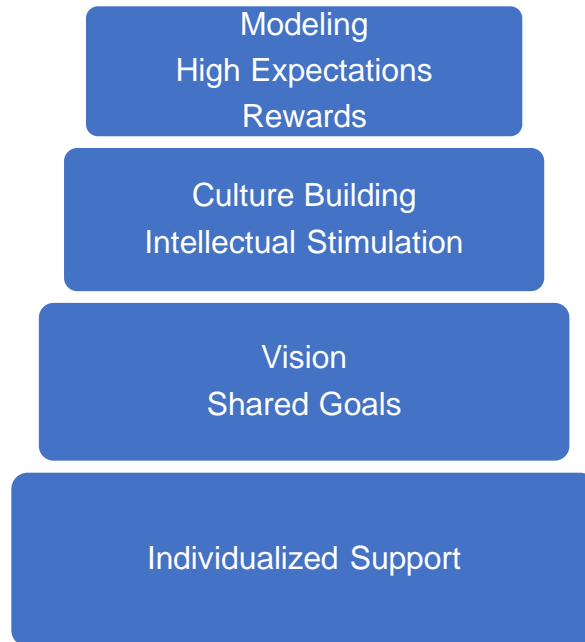 Modeling
High Expectations
Rewards
Culture Building
Intellectual Stimulation
Vision
Shared Goals
Individualized Support